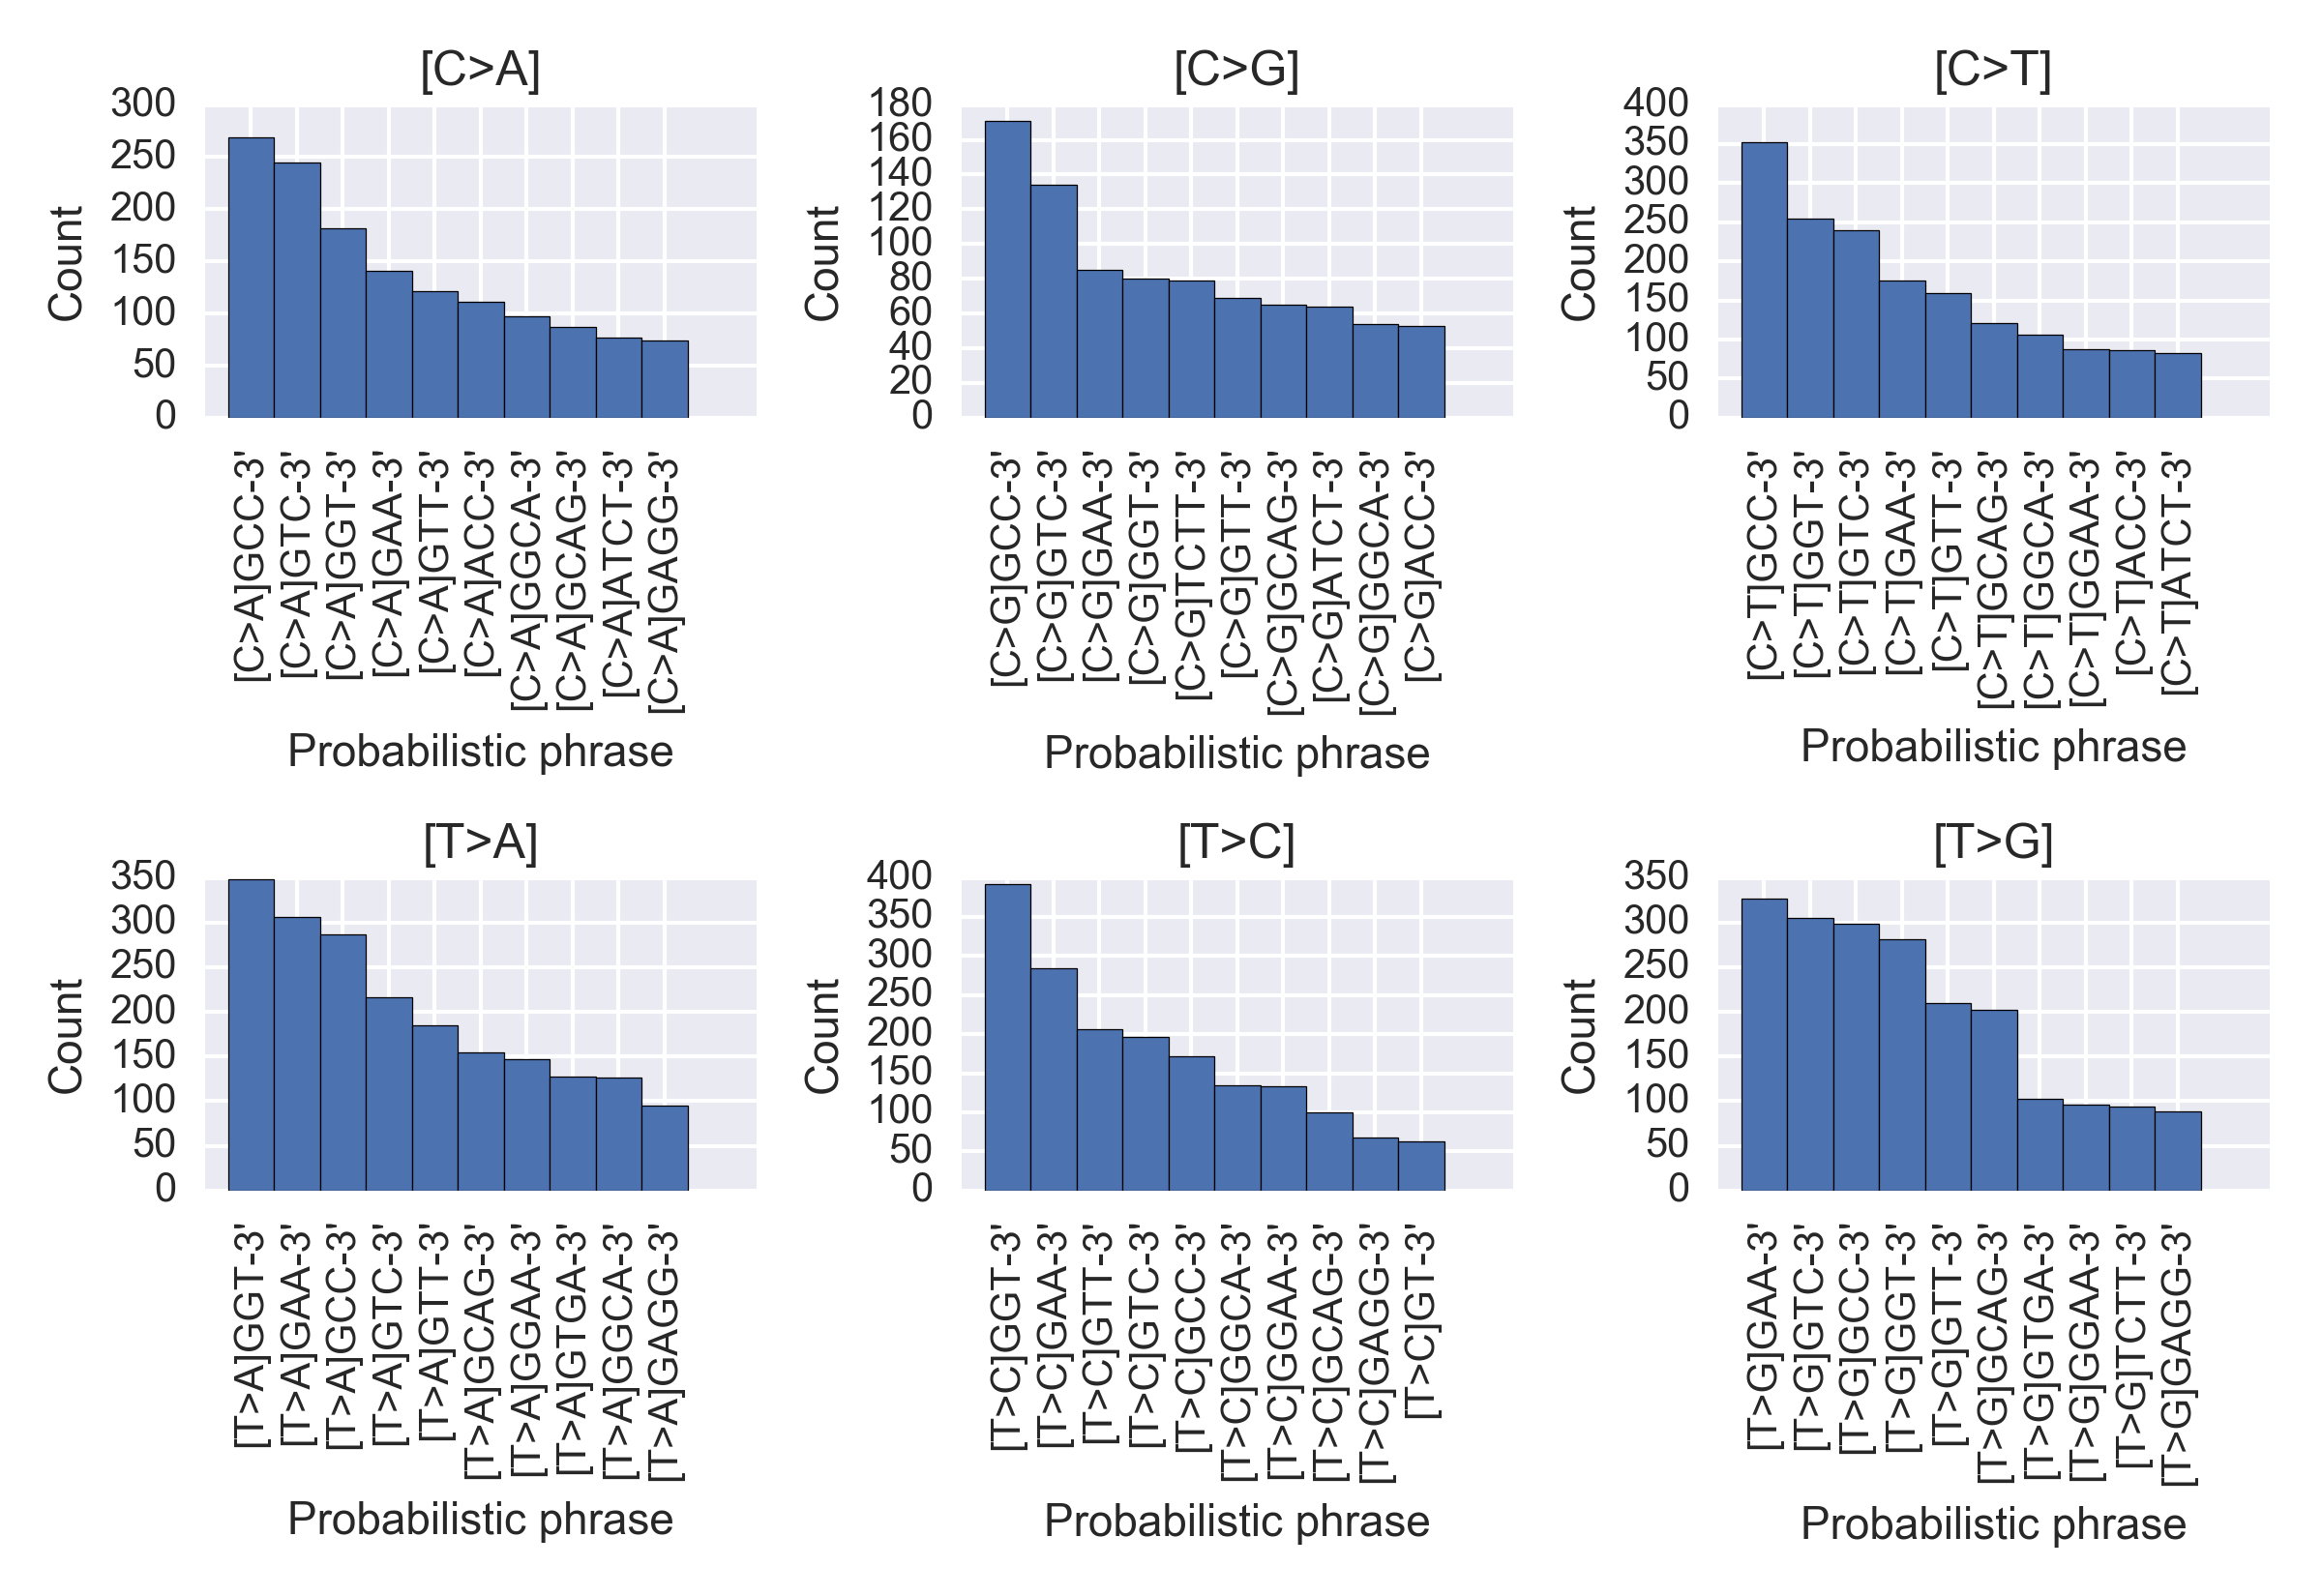 [C>A]
300
250
200
150
100
50
0
Count
[C>A]GCC-3'
[C>A]GTC-3'
[C>A]GGT-3'
[C>A]GAA-3'
[C>A]GTT-3'
[C>A]ACC-3'
[C>A]GGCA-3'
[C>A]GCAG-3'
[C>A]ATCT-3'
[C>A]GAGG-3'
Probabilistic phrase
[C>G]
180
160
140
120
100
80
60
40
20
0
Count
[C>G]GCC-3'
[C>G]GTC-3'
[C>G]GAA-3'
[C>G]GGT-3'
[C>G]TCTT-3'
[C>G]GTT-3'
[C>G]GCAG-3'
[C>G]ATCT-3'
[C>G]GGCA-3'
[C>G]ACC-3'
Probabilistic phrase
[C>T]
400
350
300
250
200
150
100
50
0
Count
[C>T]GCC-3'
[C>T]GGT-3'
[C>T]GTC-3'
[C>T]GAA-3'
[C>T]GTT-3'
[C>T]GCAG-3'
[C>T]GGCA-3'
[C>T]GGAA-3'
[C>T]ACC-3'
[C>T]ATCT-3'
Probabilistic phrase
[T>A]
350
300
250
200
150
100
50
0
Count
[T>A]GGT-3'
[T>A]GAA-3'
[T>A]GCC-3'
[T>A]GTC-3'
[T>A]GTT-3'
[T>A]GCAG-3'
[T>A]GGAA-3'
[T>A]GTGA-3'
[T>A]GGCA-3'
[T>A]GAGG-3'
Probabilistic phrase
[T>C]
400
350
300
250
200
150
100
50
0
Count
[T>C]GGT-3'
[T>C]GAA-3'
[T>C]GTT-3'
[T>C]GTC-3'
[T>C]GCC-3'
[T>C]GGCA-3'
[T>C]GGAA-3'
[T>C]GCAG-3'
[T>C]GAGG-3'
[T>C]GT-3'
Probabilistic phrase
[T>G]
350
300
250
200
150
100
50
0
Count
[T>G]GAA-3'
[T>G]GTC-3'
[T>G]GCC-3'
[T>G]GGT-3'
[T>G]GTT-3'
[T>G]GCAG-3'
[T>G]GTGA-3'
[T>G]GGAA-3'
[T>G]TCTT-3'
[T>G]GAGG-3'
Probabilistic phrase